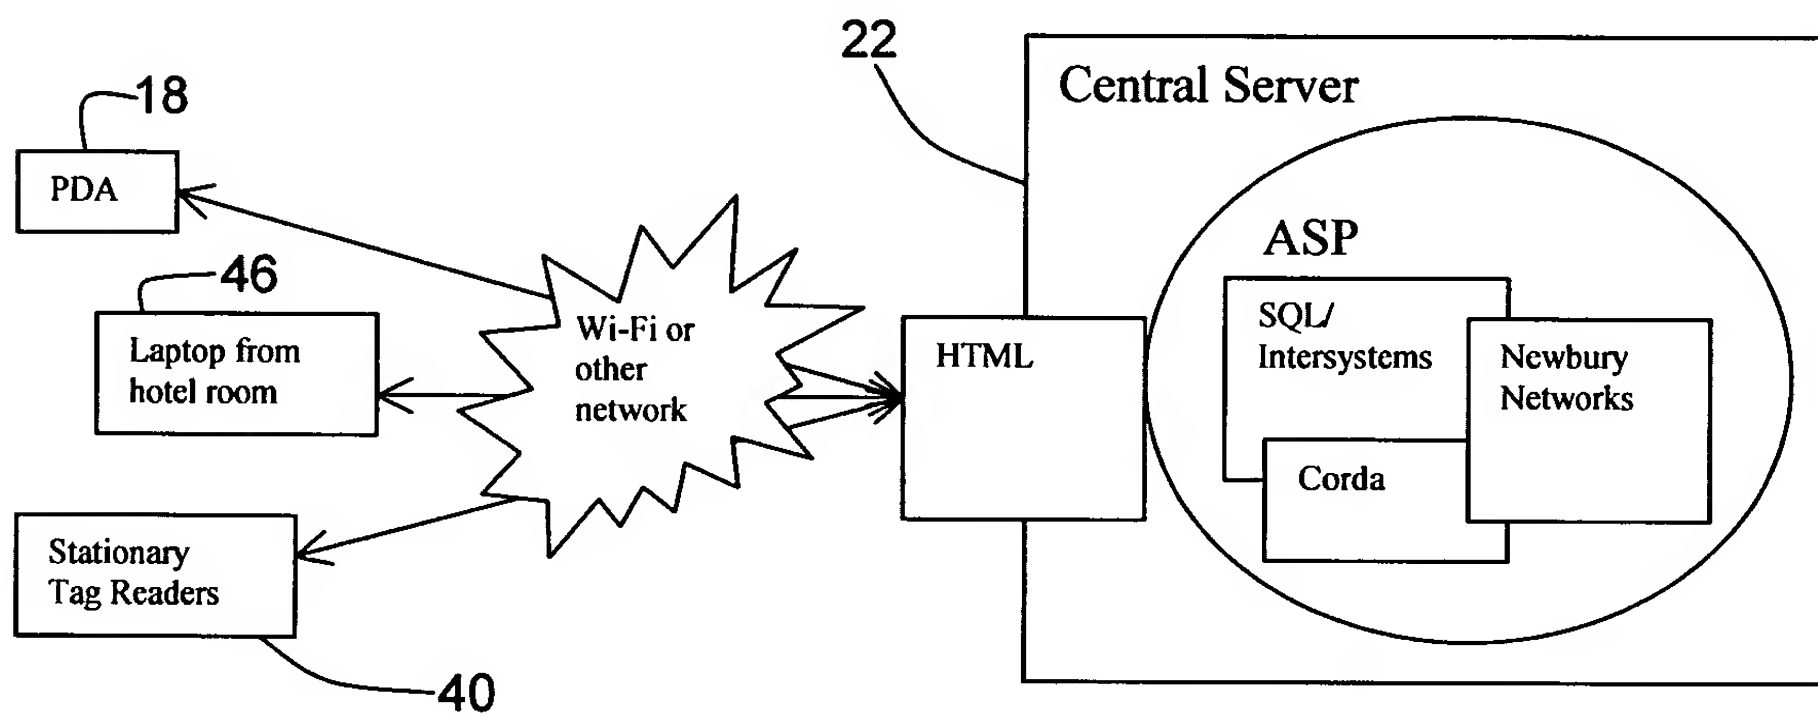 22
Central Server
18
PDA
ASP
46
Laptop from
hotel room
Wi-Fi or
other
network
HTML
SQL/
Intersystems
Newbury
Networks
Corda
Stationary
Tag Readers
40